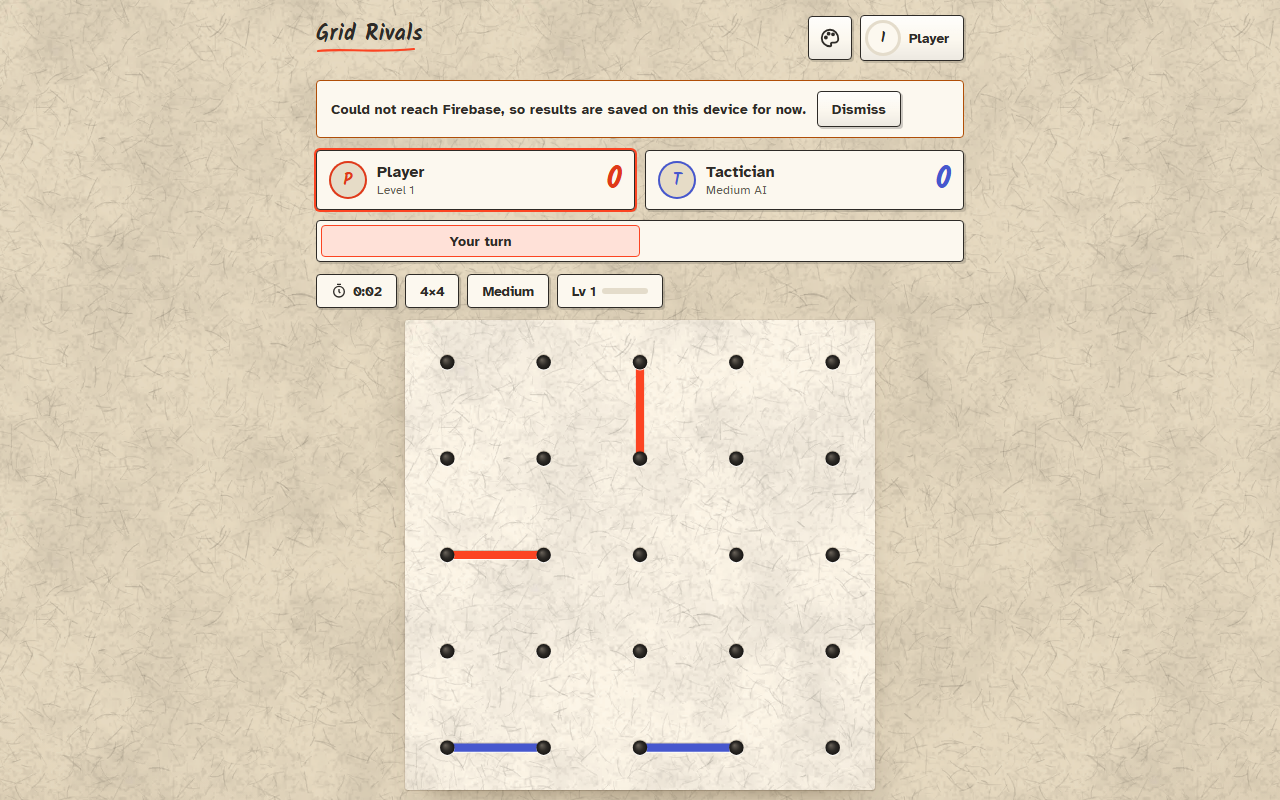 Grid Rivals
1 Player
Could not reach Firebase, so results are saved on this device for now. Dismiss
P Player 0
Level 1
T Tactician 0
Medium AI
Your turn
0:02 4×4 Medium Lv 1